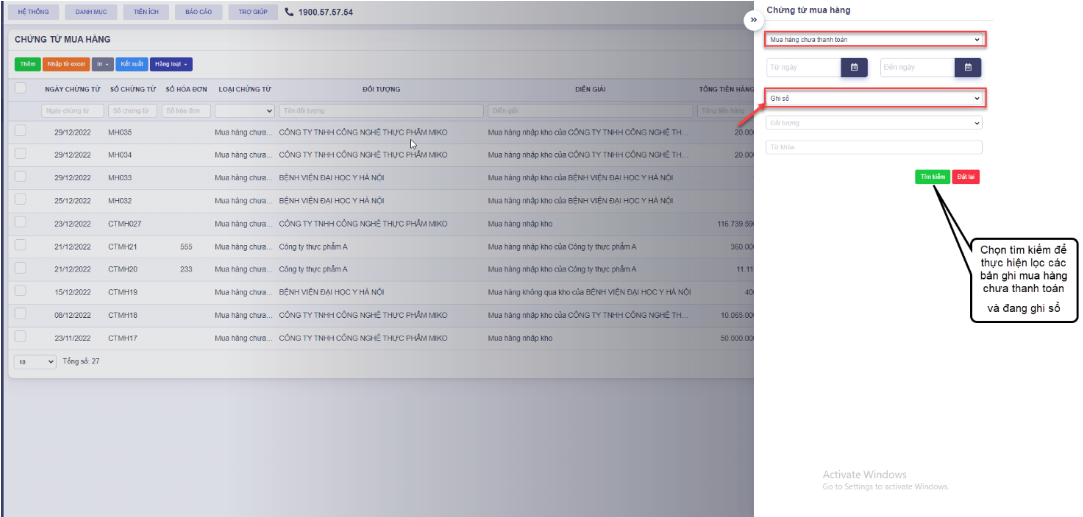 HỆ THỐNG DANH MỤC TIỆN ÍCH BÁO CÁO TRỢ GIÚP 1900.57.57.54
CHỨNG TỪ MUA HÀNG
Thêm Nhập từ excel In Kết xuất Hàng loạt
NGÀY CHỨNG TỪ SỐ CHỨNG TỪ SỐ HÓA ĐƠN LOẠI CHỨNG TỪ ĐỐI TƯỢNG DIỄN GIẢI TỔNG TIỀN HÀNG
Ngày chứng từ Số chứng từ Số hóa đơn Tên đối tượng Diễn giải Tổng tiền hàng
29/12/2022 MH035 Mua hàng chưa... CÔNG TY TNHH CÔNG NGHỆ THỰC PHẨM MIKO Mua hàng nhập kho của CÔNG TY TNHH CÔNG NGHỆ TH... 20.00
29/12/2022 MH034 Mua hàng chưa... CÔNG TY TNHH CÔNG NGHỆ THỰC PHẨM MIKO Mua hàng nhập kho của CÔNG TY TNHH CÔNG NGHỆ TH... 20.00
29/12/2022 MH033 Mua hàng chưa... BỆNH VIỆN ĐẠI HỌC Y HÀ NỘI Mua hàng nhập kho của BỆNH VIỆN ĐẠI HỌC Y HÀ NỘI
25/12/2022 MH032 Mua hàng chưa... BỆNH VIỆN ĐẠI HỌC Y HÀ NỘI Mua hàng nhập kho của BỆNH VIỆN ĐẠI HỌC Y HÀ NỘI
23/12/2022 CTMH027 Mua hàng chưa... CÔNG TY TNHH CÔNG NGHỆ THỰC PHẨM MIKO Mua hàng nhập kho 116.739.59
21/12/2022 CTMH21 555 Mua hàng chưa... Công ty thực phẩm A Mua hàng nhập kho của Công ty thực phẩm A 360.00
21/12/2022 CTMH20 233 Mua hàng chưa... Công ty thực phẩm A Mua hàng nhập kho của Công ty thực phẩm A 11.11
15/12/2022 CTMH19 Mua hàng chưa... BỆNH VIỆN ĐẠI HỌC Y HÀ NỘI Mua hàng không qua kho của BỆNH VIỆN ĐẠI HỌC Y HÀ NỘI 40
08/12/2022 CTMH18 Mua hàng chưa... CÔNG TY TNHH CÔNG NGHỆ THỰC PHẨM MIKO Mua hàng nhập kho của CÔNG TY TNHH CÔNG NGHỆ TH... 10.065.00
23/11/2022 CTMH17 Mua hàng chưa... CÔNG TY TNHH CÔNG NGHỆ THỰC PHẨM MIKO Mua hàng nhập kho 50.000.00
10 Tổng số: 27
Chứng từ mua hàng
Mua hàng chưa thanh toán
Từ ngày Đến ngày
Ghi sổ
Đối tượng
Từ khóa
Tìm kiếm Đặt lại
Chọn tìm kiếm để
thực hiện lọc các
bản ghi mua hàng
chưa thanh toán
và đang ghi sổ
Activate Windows
Go to Settings to activate Windows.